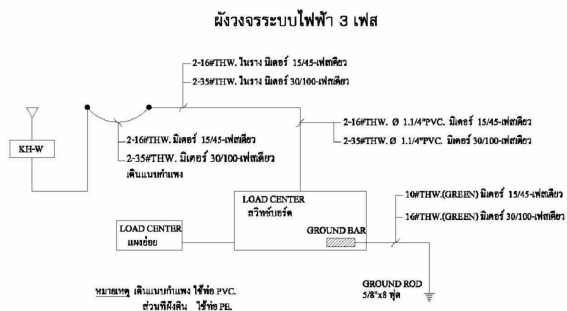 ผังวงจรระบบไฟฟ้า 3 เฟส
2-16#THW. ในราง มิเตอร์ 15/45-เฟสเดียว
2-35#THW. ในราง มิเตอร์ 30/100-เฟสเดียว
KH-W
2-16#THW. มิเตอร์ 15/45-เฟสเดียว
2-35#THW. มิเตอร์ 30/100-เฟสเดียว
เดินแนบกำแพง
2-16#THW. Ø 1.1/4"PVC. มิเตอร์ 15/45-เฟสเดียว
2-35#THW. Ø 1.1/4"PVC. มิเตอร์ 30/100-เฟสเดียว
LOAD CENTER
สวิทช์บอร์ด
GROUND BAR
10#THW.(GREEN) มิเตอร์ 15/45-เฟสเดียว
16#THW.(GREEN) มิเตอร์ 30/100-เฟสเดียว
LOAD CENTER
แผงย่อย
GROUND ROD
5/8"x8 ฟุต
หมายเหตุ เดินแนบกำแพง ใช้ท่อ PVC.
ส่วนที่ฝังดิน ใช้ท่อ PE.